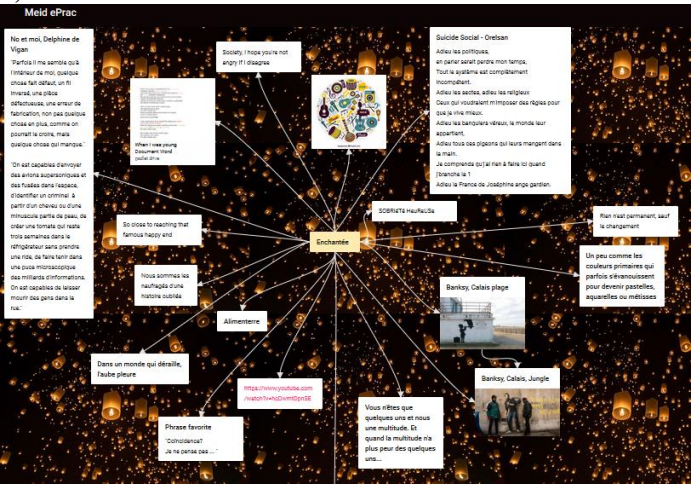 Meid ePrac
No et moi, Delphine de
Vigan
"Parfois il me semble qu'à
l'intérieur de moi, quelque
chose fait défaut, un fil
inversé, une pièce
défectueuse, une erreur de
fabrication, non pas quelque
chose en plus, comme on
pourrait le croire, mais
quelque chose qui manque."
"On est capables d'envoyer
des avions supersoniques et
des fusées dans l'espace,
d'identifier un criminel à
partir d'un cheveu ou d'une
minuscule partie de peau, de
créer une tomate qui reste
trois semaines dans le
réfrigérateur sans prendre
une ride, de faire tenir dans
une puce microscopique
des milliards d'informations.
On est capables de laisser
mourir des gens dans la
rue."
Society, I hope you're not
angry if I disagree
When I was young
Document Word
padlet drive
Suicide Social - Orelsan
Adieu les politiques,
en parler serait perdre mon temps,
Tout le système est complètement
incompétent.
Adieu les sectes, adieu les religieux
Ceux qui voudraient m'imposer des règles pour
que je vive mieux.
Adieu les banquiers véreux, le monde leur
appartient,
Adieu tous ces pigeons qui leurs mangent dans
la main.
Je comprends qu'j'ai rien à faire ici quand
j'branche la 1
Adieu la France de Joséphine ange gardien.
SOBRiéTé HeuReuSe
So close to reaching that
famous happy end
Enchantée
Rien n'est permanent, sauf
le changement
Un peu comme les
couleurs primaires qui
parfois s'évanouissent
pour devenir pastelles,
aquarelles ou métisses
Nous sommes les
naufragés d'une
histoire oubliée
Banksy, Calais plage
Alimenterre
Dans un monde qui déraille,
l'aube pleure
https://www.youtube.com
Banksy, Calais, Jungle
Phrase favorite
"Coïncidence?
Je ne pense pas ... "
Vous n'êtes que
quelques uns et nous
une multitude. Et
quand la multitude n'a
plus peur des quelques
uns...